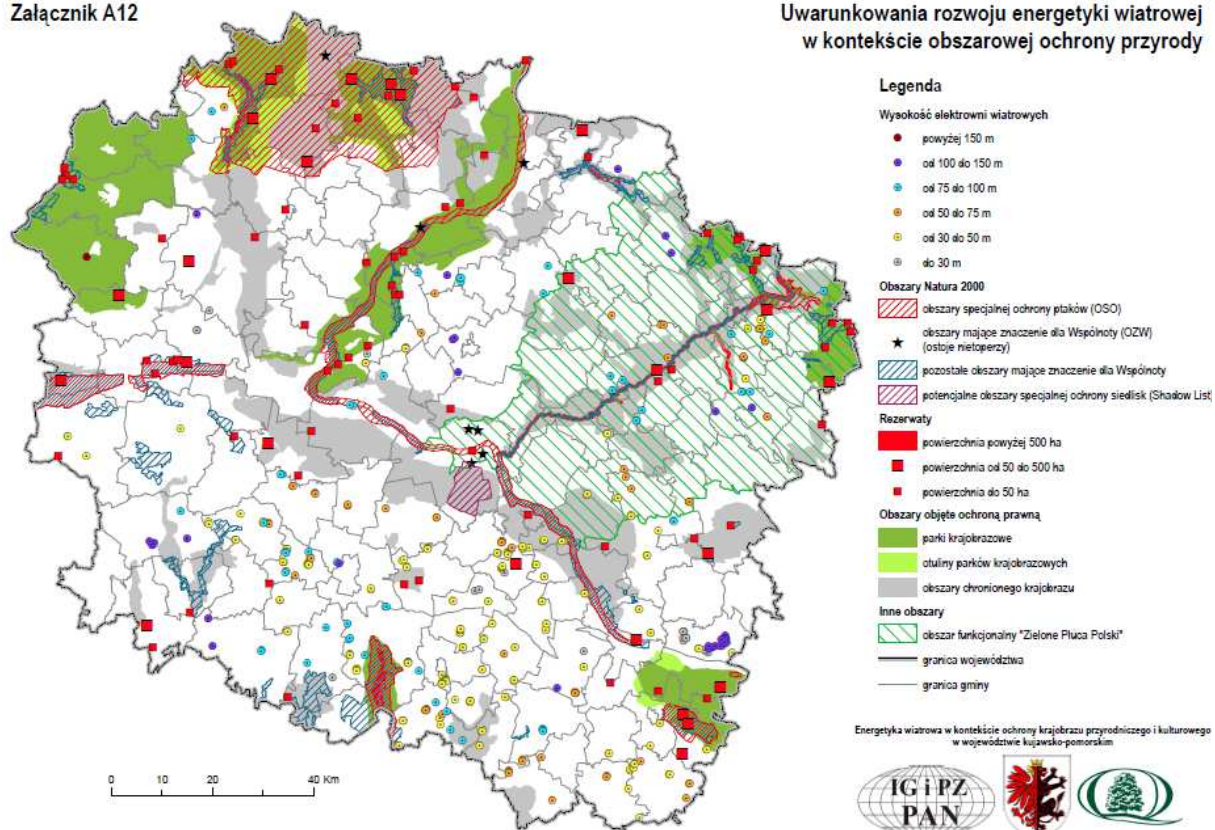 Załącznik A12
Uwarunkowania rozwoju energetyki wiatrowej
w kontekście obszarowej ochrony przyrody
Legenda
Wysokość elektrowni wiatrowych
powyżej 150 m
od 100 do 150 m
od 75 do 100 m
od 50 do 75 m
od 30 do 50 m
do 30 m
Obszary Natura 2000
obszary specjalnej ochrony ptaków (OSO)
obszary mające znaczenie dla Wspólnoty (OZW)
(ostoje nietoperzy)
pozostałe obszary mające znaczenie dla Wspólnoty
potencjalne obszary specjalnej ochrony siedlisk (Shadow List)
Rezerwaty
powierzchnia powyżej 500 ha
powierzchnia od 50 do 500 ha
powierzchnia do 50 ha
Obszary objęte ochroną prawną
parki krajobrazowe
otuliny parków krajobrazowych
obszary chronionego krajobrazu
Inne obszary
obszar funkcjonalny "Zielone Płuca Polski"
granica województwa
granica gminy
Energetyka wiatrowa w kontekście ochrony krajobrazu przyrodniczego i kulturowego
w województwie kujawsko-pomorskim
0 10 20 40 Km
IG i PZ
PAN